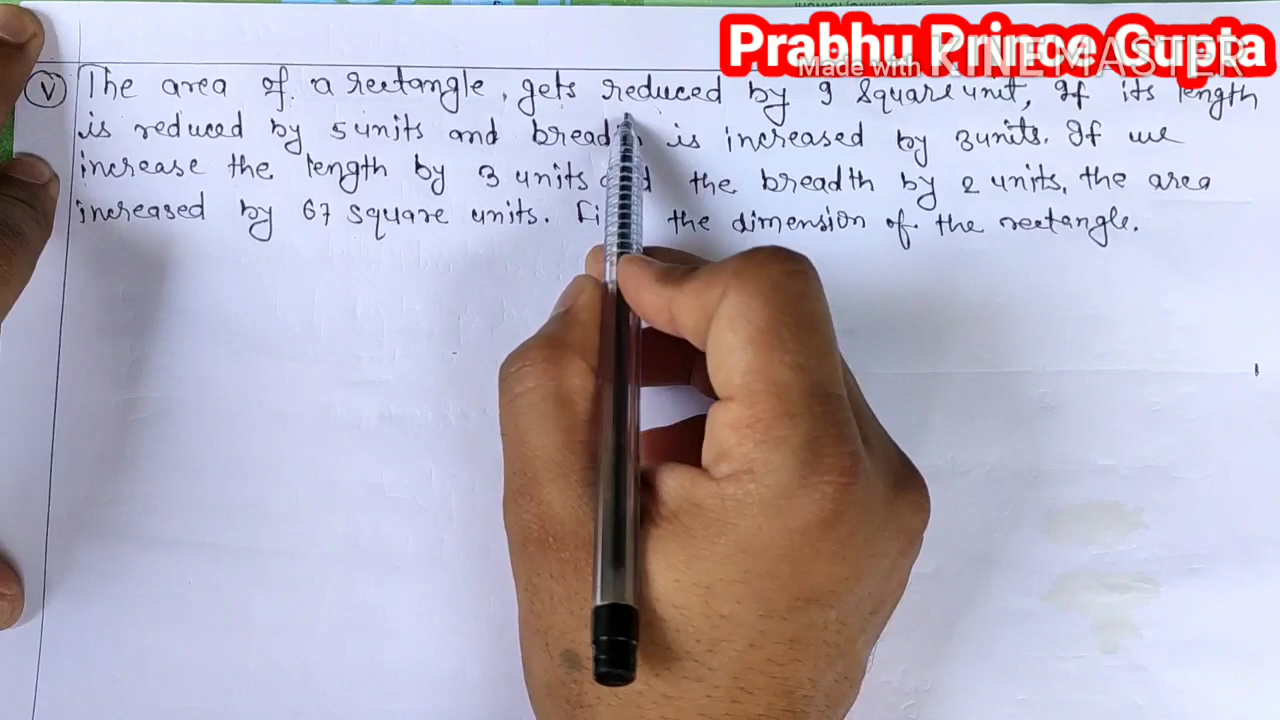 Prabhu Prince Gupta
Made with KINEMASTER
(v) The area of a rectangle, gets reduced by 9 square unit, If its length
is reduced by 5 units and breadth is increased by 3 units. If we
increase the length by 3 units the breadth by 2 units, the area
increased by 67 square units. the dimension of the rectangle.